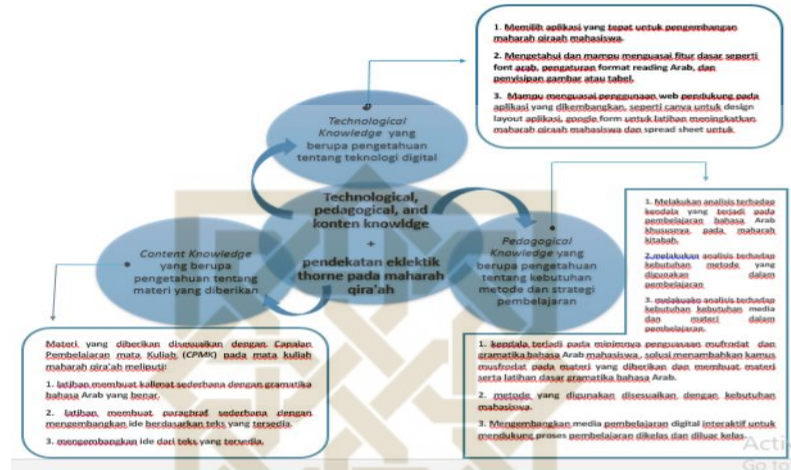 1. Memilih aplikasi yang tepat untuk pengembangan
maharah qiraah mahasiswa.
2. Mengetahui dan mampu menguasai fitur dasar seperti
font arab, pengaturan format reading Arab, dan
penyisipan gambar atau tabel.
3. Mampu menguasai penggunaan web pendukung pada
aplikasi yang dikembangkan, seperti canva untuk design
layout aplikasi, google form untuk latihan meningkatkan
maharah qiraah mahasiswa dan spread sheet untuk
Technological
Knowledge yang
berupa pengetahuan
tentang teknologi digital
Technological,
pedagogical, and
konten knowldge
+
pendekatan eklektik
thorne pada maharah
qira'ah
Content Knowledge
yang berupa
pengetahuan tentang
materi yang diberikan
Pedagogical
Knowledge yang
berupa pengetahuan
tentang kebutuhan
metode dan strategi
pembelajaran
1. Melakukan analisis terhadap
kendala yang terjadi pada
pembelajaran bahasa Arab
khususnya pada maharah
kitabah.
2.melakukan analisis terhadap
kebutuhan metode yang
digunakan dalam
pembelajaran
3. melakuakn analisis terhadap
kebutuhan kebutuhan media
dan materi dalam
pembelajaran.
1. kendala terjadi pada minimnya penguasaan mufrodat dan
gramatika bahasa Arab mahasiswa , solusi menambahkan kamus
musfrodat pada materi yang diberikan dan membuat materi
serta latihan dasar gramatika bahasa Arab.
2. metode yang digunakan disesuaikan dengan kebutuhan
mahasiswa.
3. Mengembangkan media pembelajaran digital interaktif untuk
mendukung proses pembelajaran dikelas dan diluar kelas
Materi yang diberikan disesuaikan dengan Capaian
Pembelajaran mata Kuliah (CPMK) pada mata kuliah
maharah qira'ah meliputi:
1. latihan membuat kalimat sederhana dengan gramatika
bahasa Arab yang benar.
2. latihan membuat paraghraf sederhana dengan
mengembangkan ide berdasarkan teks yang tersedia.
3. mengembangkan ide dari teks yang tersedia.
Acti
Go to